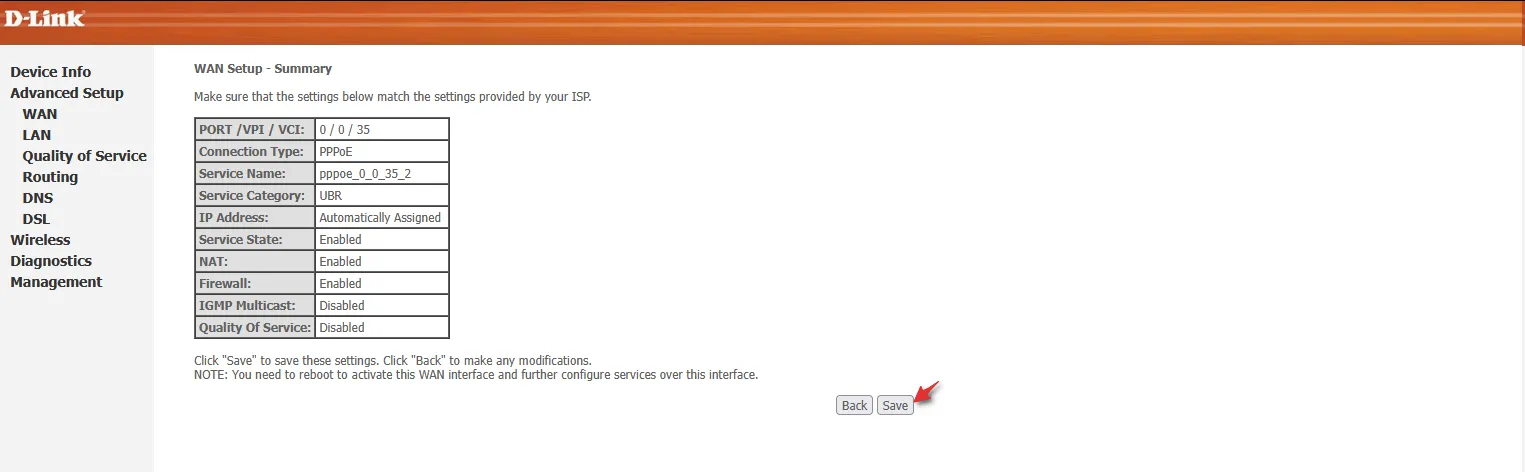 D-Link
Device Info
Advanced Setup
WAN
LAN
Quality of Service
Routing
DNS
DSL
Wireless
Diagnostics
Management
WAN Setup - Summary
Make sure that the settings below match the settings provided by your ISP.
PORT /VPI / VCI: 0 / 0 / 35
Connection Type: PPPoE
Service Name: pppoe_0_0_35_2
Service Category: UBR
IP Address: Automatically Assigned
Service State: Enabled
NAT: Enabled
Firewall: Enabled
IGMP Multicast: Disabled
Quality Of Service: Disabled
Click "Save" to save these settings. Click "Back" to make any modifications.
NOTE: You need to reboot to activate this WAN interface and further configure services over this interface.
Back Save